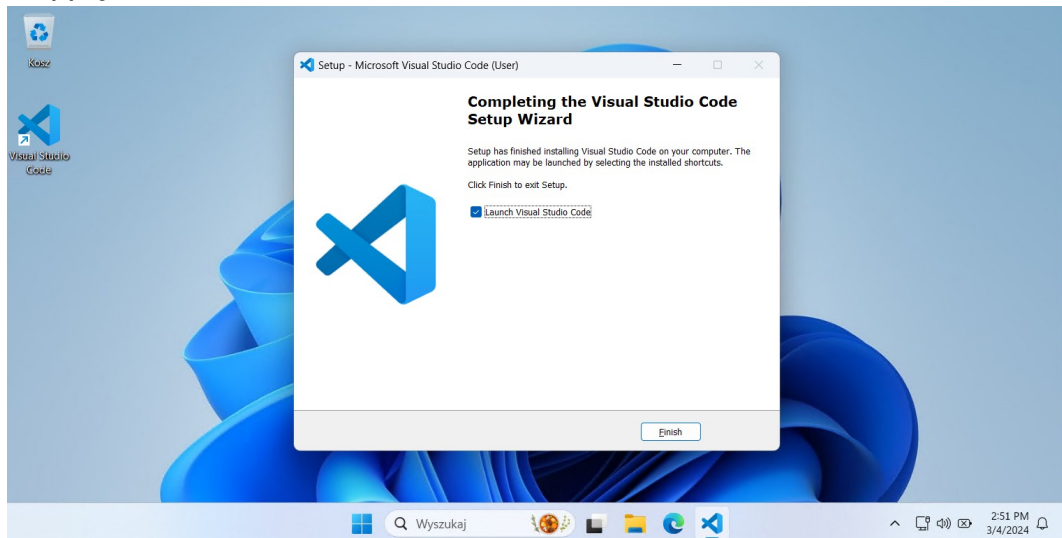 Kosz
Visual Studio
Code
Setup - Microsoft Visual Studio Code (User)
Completing the Visual Studio Code
Setup Wizard
Setup has finished installing Visual Studio Code on your computer. The
application may be launched by selecting the installed shortcuts.
Click Finish to exit Setup.
Launch Visual Studio Code
Finish
Wyszukaj
2:51 PM
3/4/2024